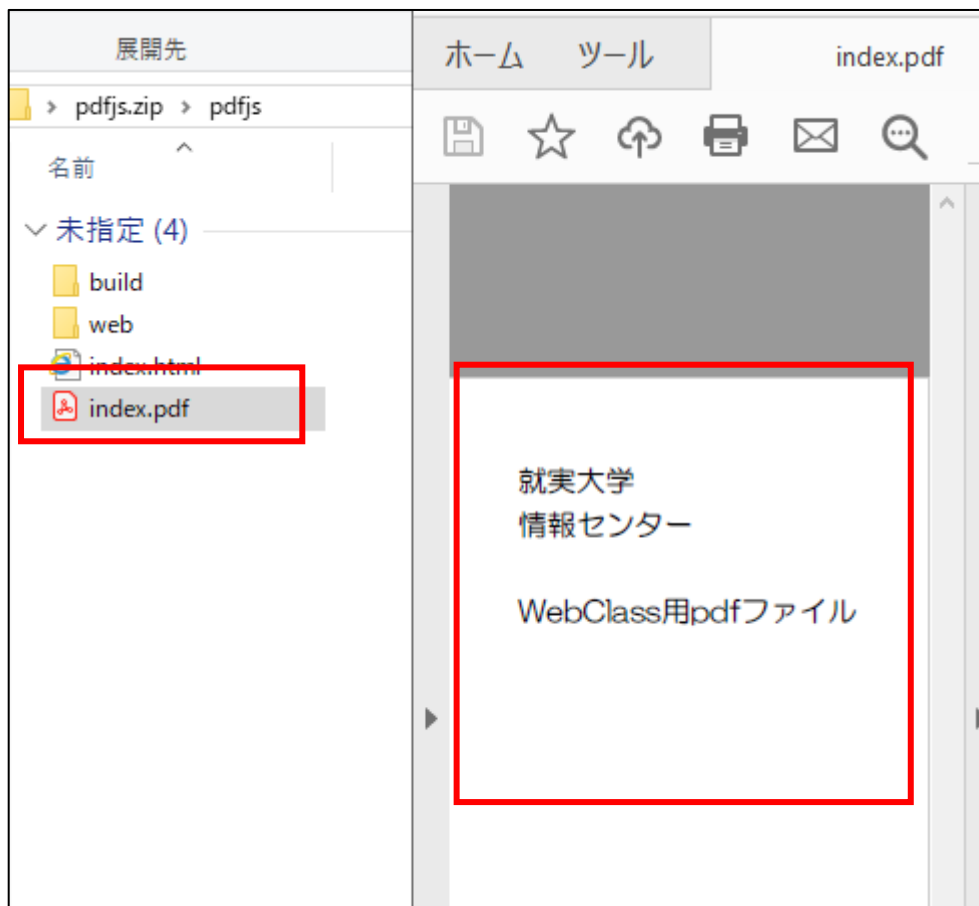 展開先
pdfjs.zip > pdfjs
名前
未指定 (4)
build
web
index.html
index.pdf
ホーム ツール index.pdf
就実大学
情報センター
WebClass用pdfファイル